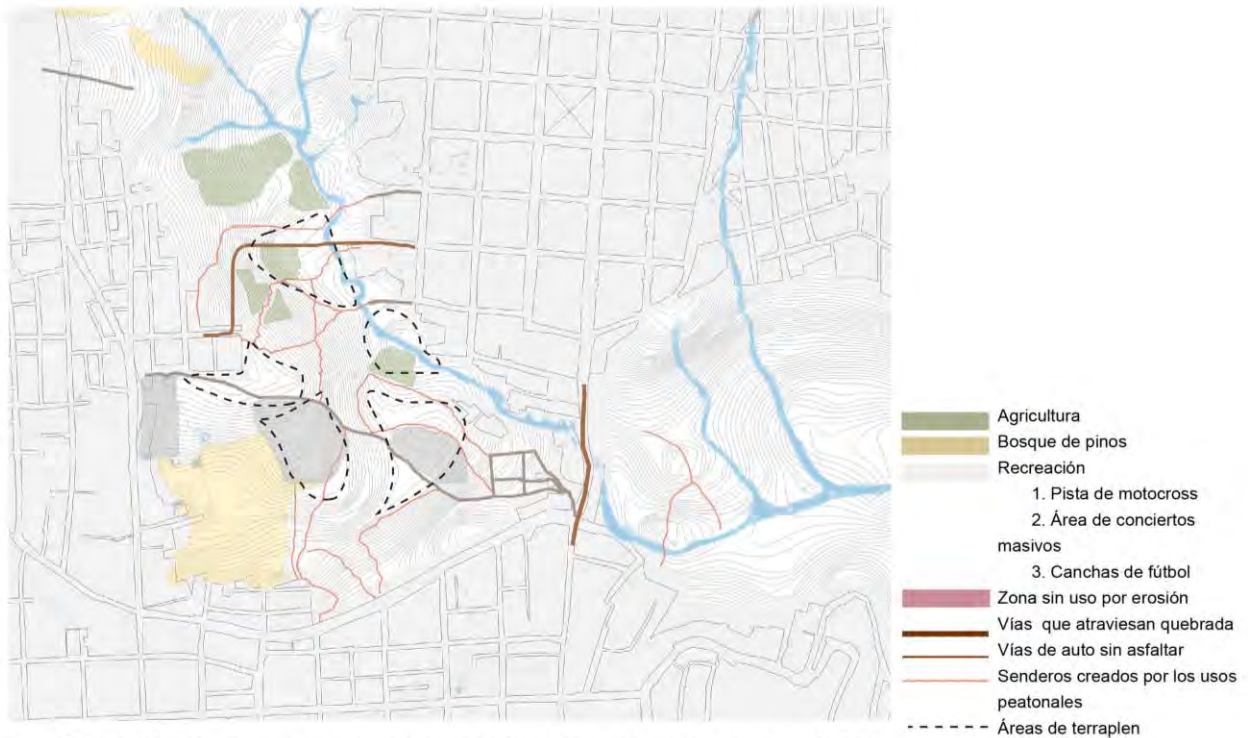 Agricultura
Bosque de pinos
Recreación
1. Pista de motocross
2. Área de conciertos
masivos
3. Canchas de fútbol
Zona sin uso por erosión
Vías que atraviesan quebrada
Vías de auto sin asfaltar
Senderos creados por los usos
peatonales
Áreas de terraplen